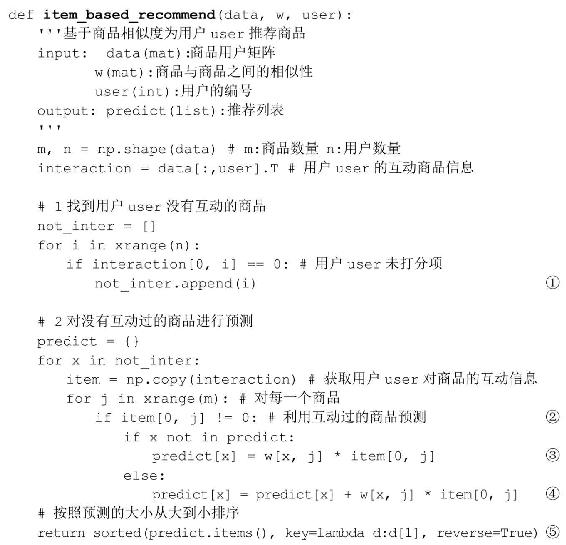 def item_based_recommend(data, w, user):
    '''基于商品相似度为用户 user 推荐商品
    input:  data(mat):商品用户矩阵
            w(mat):商品与商品之间的相似性
            user(int):用户的编号
    output: predict(list):推荐列表
    '''
    m, n = np.shape(data) # m:商品数量 n:用户数量
    interaction = data[:,user].T # 用户 user 的互动商品信息

    # 1 找到用户 user 没有互动的商品
    not_inter = []
    for i in xrange(n):
        if interaction[0, i] == 0: # 用户 user 未打分项
            not_inter.append(i) ①

    # 2 对没有互动过的商品进行预测
    predict = {}
    for x in not_inter:
        item = np.copy(interaction) # 获取用户 user 对商品的互动信息
        for j in xrange(m): # 对每一个商品
            if item[0, j] != 0: # 利用互动过的商品预测 ②
                if x not in predict:
                    predict[x] = w[x, j] * item[0, j] ③
                else:
                    predict[x] = predict[x] + w[x, j] * item[0, j] ④
    # 按照预测的大小从大到小排序
    return sorted(predict.items(), key=lambda d:d[1], reverse=True) ⑤